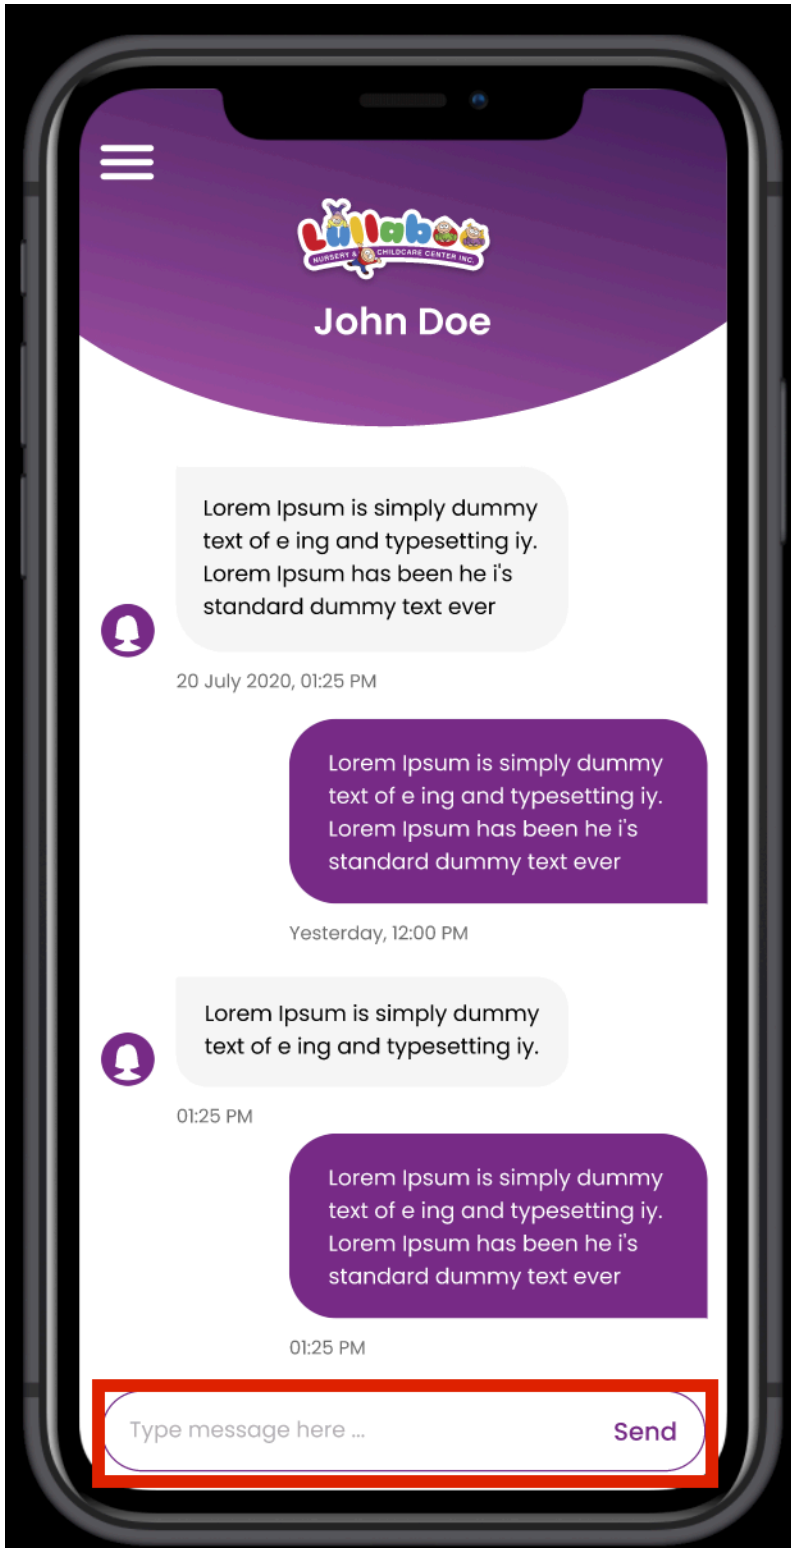 Lullaboo
NURSERY & CHILDCARE CENTER INC.
John Doe
Lorem Ipsum is simply dummy
text of e ing and typesetting iy.
Lorem Ipsum has been he i's
standard dummy text ever
20 July 2020, 01:25 PM
Lorem Ipsum is simply dummy
text of e ing and typesetting iy.
Lorem Ipsum has been he i's
standard dummy text ever
Yesterday, 12:00 PM
Lorem Ipsum is simply dummy
text of e ing and typesetting iy.
01:25 PM
Lorem Ipsum is simply dummy
text of e ing and typesetting iy.
Lorem Ipsum has been he i's
standard dummy text ever
01:25 PM
Type message here ... Send